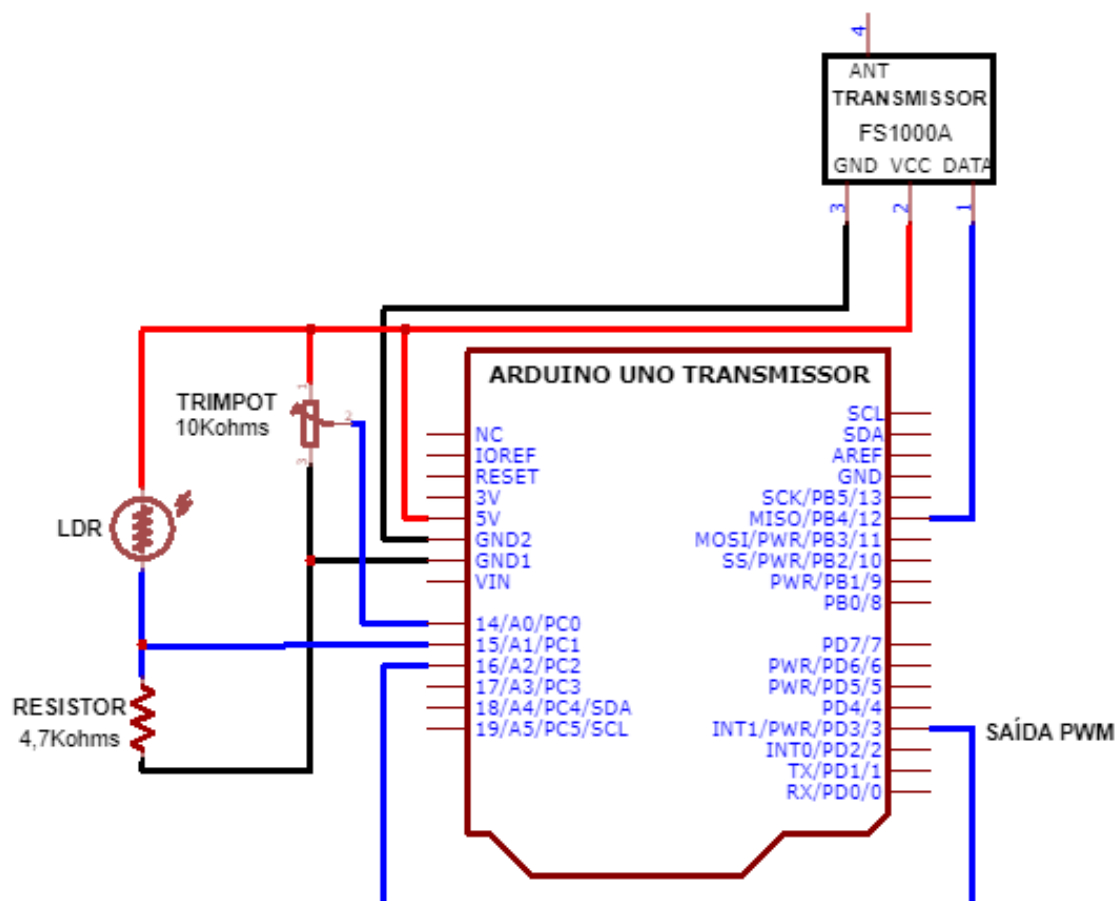 4
ANT
TRANSMISSOR
FS1000A
GND VCC DATA
3
2
1
ARDUINO UNO TRANSMISSOR
1
TRIMPOT
10Kohms
2
3
LDR
RESISTOR
4,7Kohms
NC
IOREF
RESET
3V
5V
GND2
GND1
VIN
14/A0/PC0
15/A1/PC1
16/A2/PC2
17/A3/PC3
18/A4/PC4/SDA
19/A5/PC5/SCL
SCL
SDA
AREF
GND
SCK/PB5/13
MISO/PB4/12
MOSI/PWR/PB3/11
SS/PWR/PB2/10
PWR/PB1/9
PB0/8
PD7/7
PWR/PD6/6
PWR/PD5/5
PD4/4
INT1/PWR/PD3/3
INT0/PD2/2
TX/PD1/1
RX/PD0/0
SAÍDA PWM